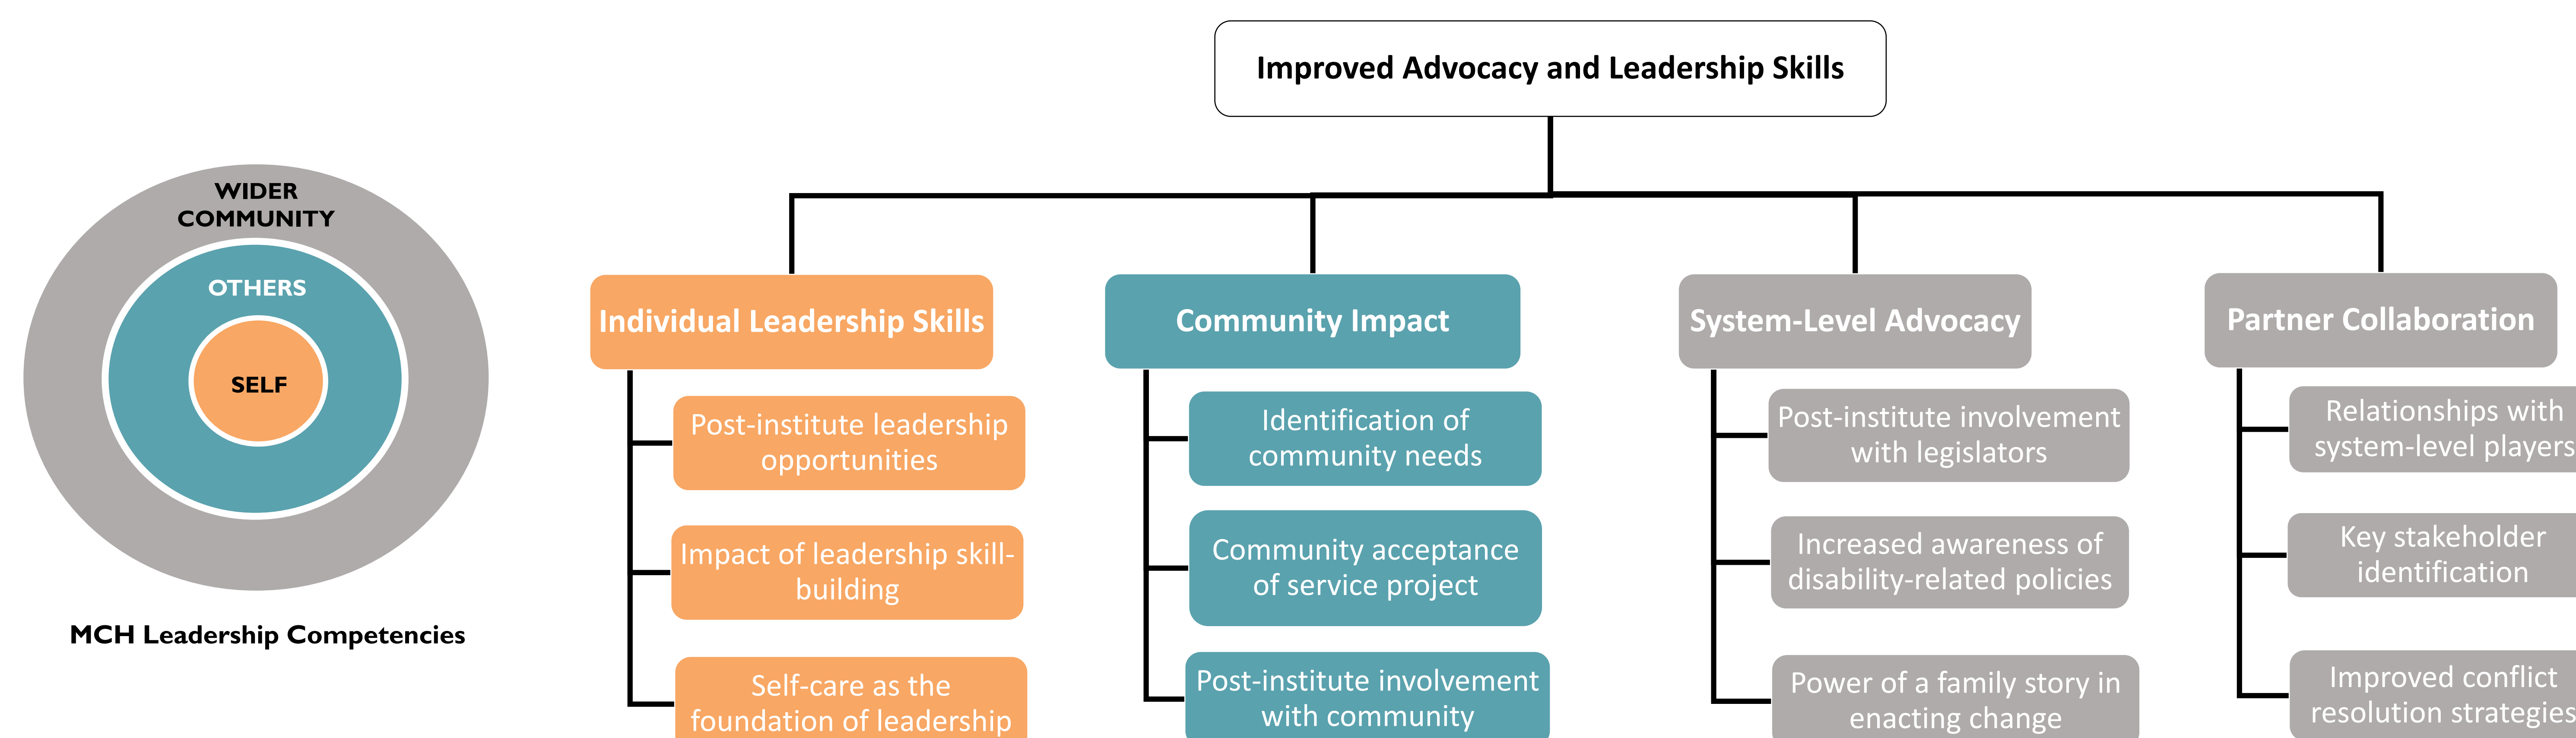 Improved Advocacy and Leadership Skills
WIDER
COMMUNITY
OTHERS
SELF
MCH Leadership Competencies
Individual Leadership Skills
Post-institute leadership
opportunities
Impact of leadership skill-
building
Self-care as the
foundation of leadership
Community Impact
Identification of
community needs
Community acceptance
of service project
Post-institute involvement
with community
System-Level Advocacy
Post-institute involvement
with legislators
Increased awareness of
disability-related policies
Power of a family story in
enacting change
Partner Collaboration
Relationships with
system-level players
Key stakeholder
identification
Improved conflict
resolution strategies